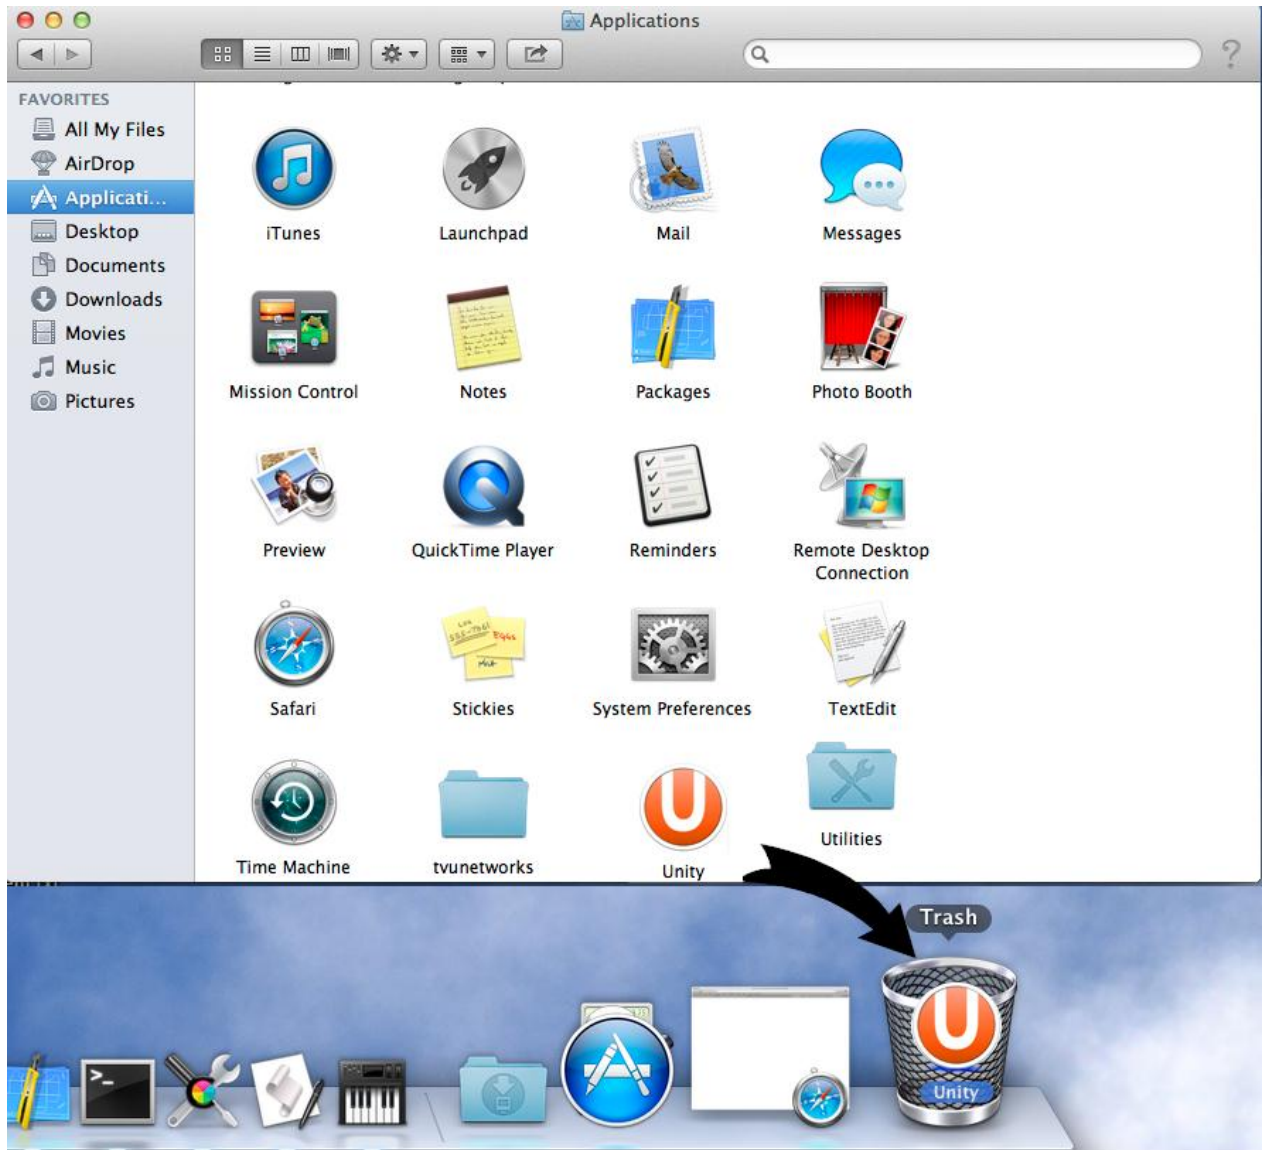 Applications
FAVORITES
All My Files
AirDrop
Applicati...
Desktop
Documents
Downloads
Movies
Music
Pictures
iTunes
Launchpad
Mail
Messages
Mission Control
Notes
Packages
Photo Booth
Preview
QuickTime Player
Reminders
Remote Desktop
Connection
Safari
Stickies
System Preferences
TextEdit
Time Machine
tvunetworks
Unity
Utilities
Trash
Unity